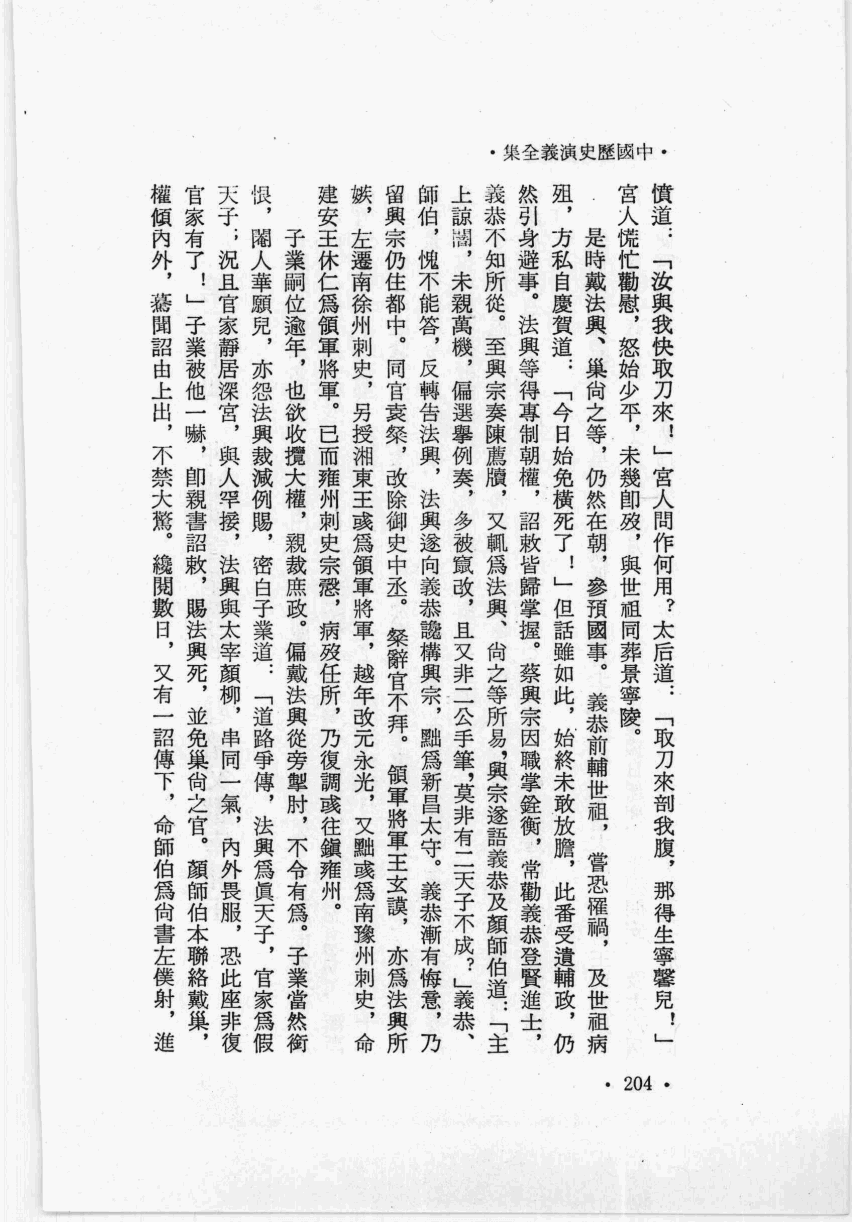 ·中國歷史演義全集·
憤道：「汝與我快取刀來！」宮人問作何用？太后道：「取刀來剖我腹，那得生寧馨兒！」
宮人慌忙勸慰，怒始少平，未幾卽歿，與世祖同葬景寧陵。
是時戴法興、巢尙之等，仍然在朝，參預國事。義恭前輔世祖，嘗恐罹禍，及世祖病
殂，方私自慶賀道：「今日始免橫死了！」但話雖如此，始終未敢放膽，此番受遺輔政，仍
然引身避事。法興等得專制朝權，詔敕皆歸掌握。蔡興宗因職掌銓衡，常勸義恭登賢進士，
義恭不知所從。至興宗奏陳薦牘，又輒爲法興、尙之等所易，興宗遂語義恭及顏師伯道：「主
上諒闇，未親萬機，偏選舉例奏，多被竄改，且又非二公手筆，莫非有二天子不成？」義恭、
師伯，愧不能答，反轉告法興，法興遂向義恭讒構興宗，黜爲新昌太守。義恭漸有悔意，乃
留興宗仍住都中。同官袁粲，改除御史中丞。粲辭官不拜。領軍將軍王玄謨，亦爲法興所
嫉，左遷南徐州刺史，另授湘東王彧爲領軍將軍，越年改元永光，又黜彧爲南豫州刺史，命
建安王休仁爲領軍將軍。已而雍州刺史宗慤，病歿任所，乃復調彧往鎭雍州。
子業嗣位逾年，也欲收攬大權，親裁庶政。偏戴法興從旁掣肘，不令有爲。子業當然銜
恨，閹人華願兒，亦怨法興裁減例賜，密白子業道：「道路爭傳，法興爲眞天子，官家爲假
天子；況且官家靜居深宮，與人罕接，法興與太宰顏柳，串同一氣，內外畏服，恐此座非復
官家有了！」子業被他一嚇，卽親書詔敕，賜法興死，並免巢尙之官。顏師伯本聯絡戴巢，
權傾內外，驀聞詔由上出，不禁大驚。纔閱數日，又有一詔傳下，命師伯爲尙書左僕射，進
·204·